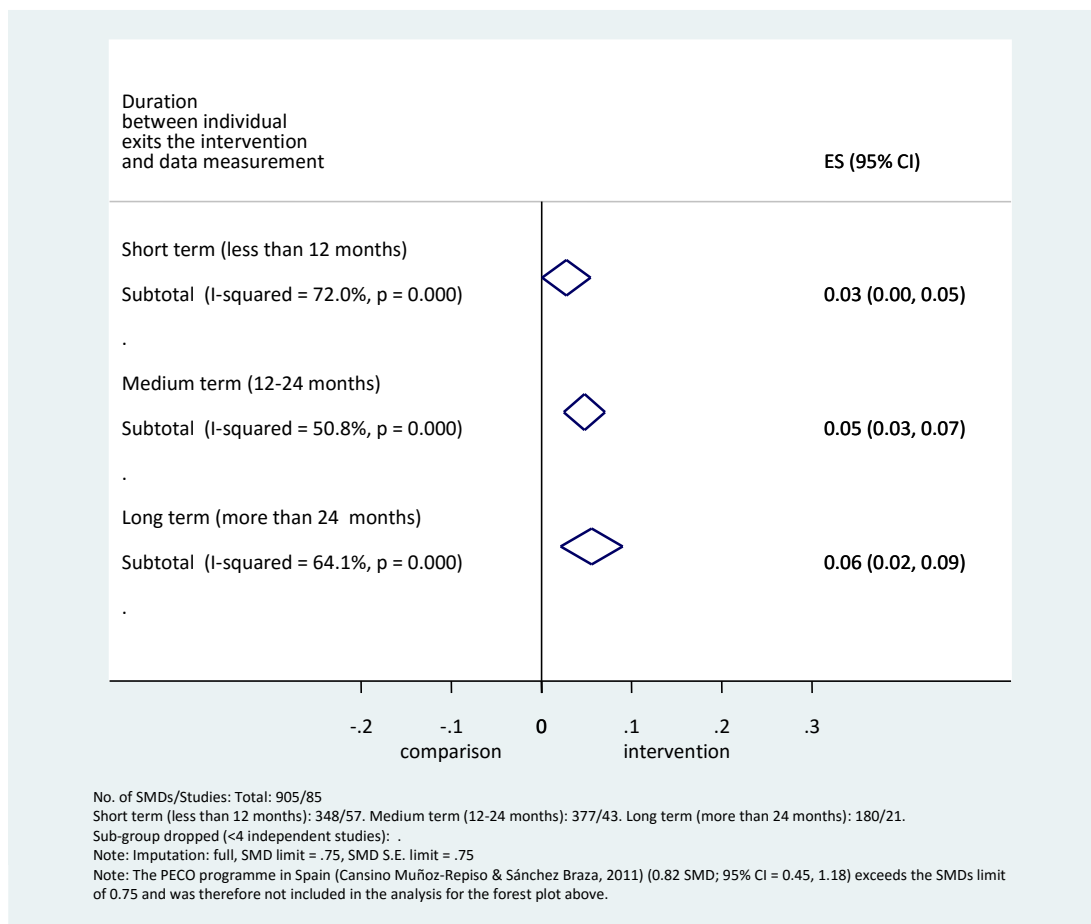 Duration
between individual
exits the intervention
and data measurement
ES (95% CI)
Short term (less than 12 months)
Subtotal (I-squared = 72.0%, p = 0.000)
0.03 (0.00, 0.05)
.
Medium term (12-24 months)
Subtotal (I-squared = 50.8%, p = 0.000)
0.05 (0.03, 0.07)
.
Long term (more than 24 months)
Subtotal (I-squared = 64.1%, p = 0.000)
0.06 (0.02, 0.09)
.
-.2 -.1 0 .1 .2 .3
comparison intervention
No. of SMDs/Studies: Total: 905/85
Short term (less than 12 months): 348/57. Medium term (12-24 months): 377/43. Long term (more than 24 months): 180/21.
Sub-group dropped (<4 independent studies): .
Note: Imputation: full, SMD limit = .75, SMD S.E. limit = .75
Note: The PECO programme in Spain (Cansino Muñoz-Repiso & Sánchez Braza, 2011) (0.82 SMD; 95% CI = 0.45, 1.18) exceeds the SMDs limit
of 0.75 and was therefore not included in the analysis for the forest plot above.